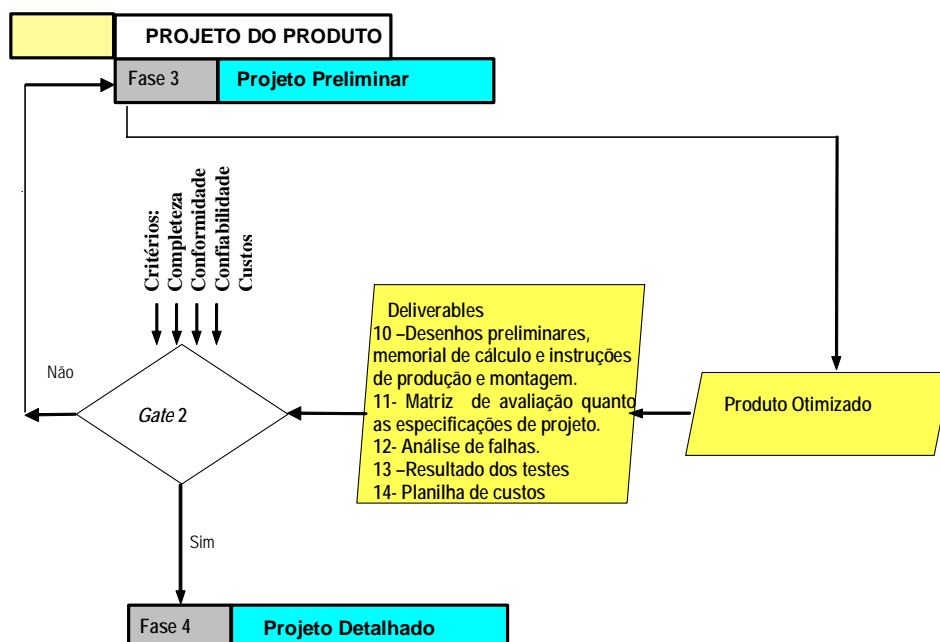 PROJETO DO PRODUTO
Fase 3 Projeto Preliminar
Critérios:
Completeza
Conformidade
Confiabilidade
Custos
Deliverables
10 –Desenhos preliminares,
memorial de cálculo e instruções
de produção e montagem.
11- Matriz de avaliação quanto
as especificações de projeto.
12- Análise de falhas.
13 –Resultado dos testes
14- Planilha de custos
Produto Otimizado
Não
Gate 2
Sim
Fase 4 Projeto Detalhado